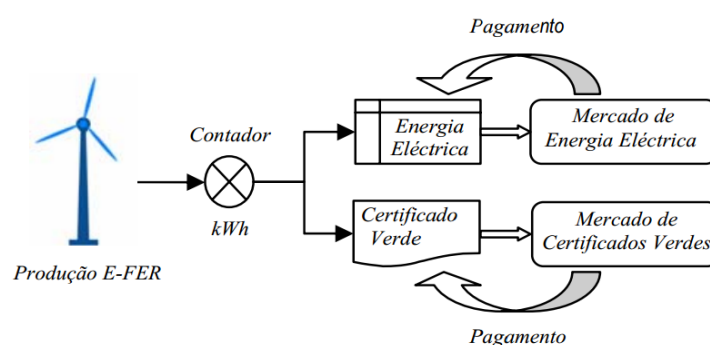 Pagamento
Contador
Energia
Eléctrica
Mercado de
Energia Eléctrica
kWh
Certificado
Verde
Mercado de
Certificados Verdes
Produção E-FER
Pagamento